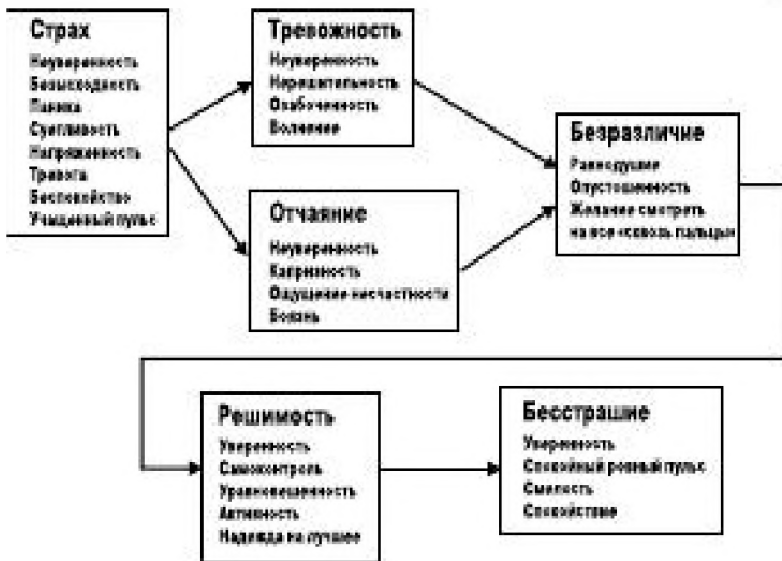 Страх
Неуверенность
Безысходность
Паника
Суетливость
Напряженность
Тревога
Беспокойство
Учащенный пульс
Тревожность
Неуверенность
Нерешительность
Озабоченность
Волнение
Отчаяние
Неуверенность
Капризность
Ощущение несчастности
Боязнь
Безразличие
Равнодушие
Опустошенность
Желание смотреть
на все «сквозь пальцы»
Решимость
Уверенность
Самоконтроль
Уравновешенность
Активность
Надежда на лучшее
Бесстрашие
Уверенность
Спокойный ровный пульс
Смелость
Спокойствие